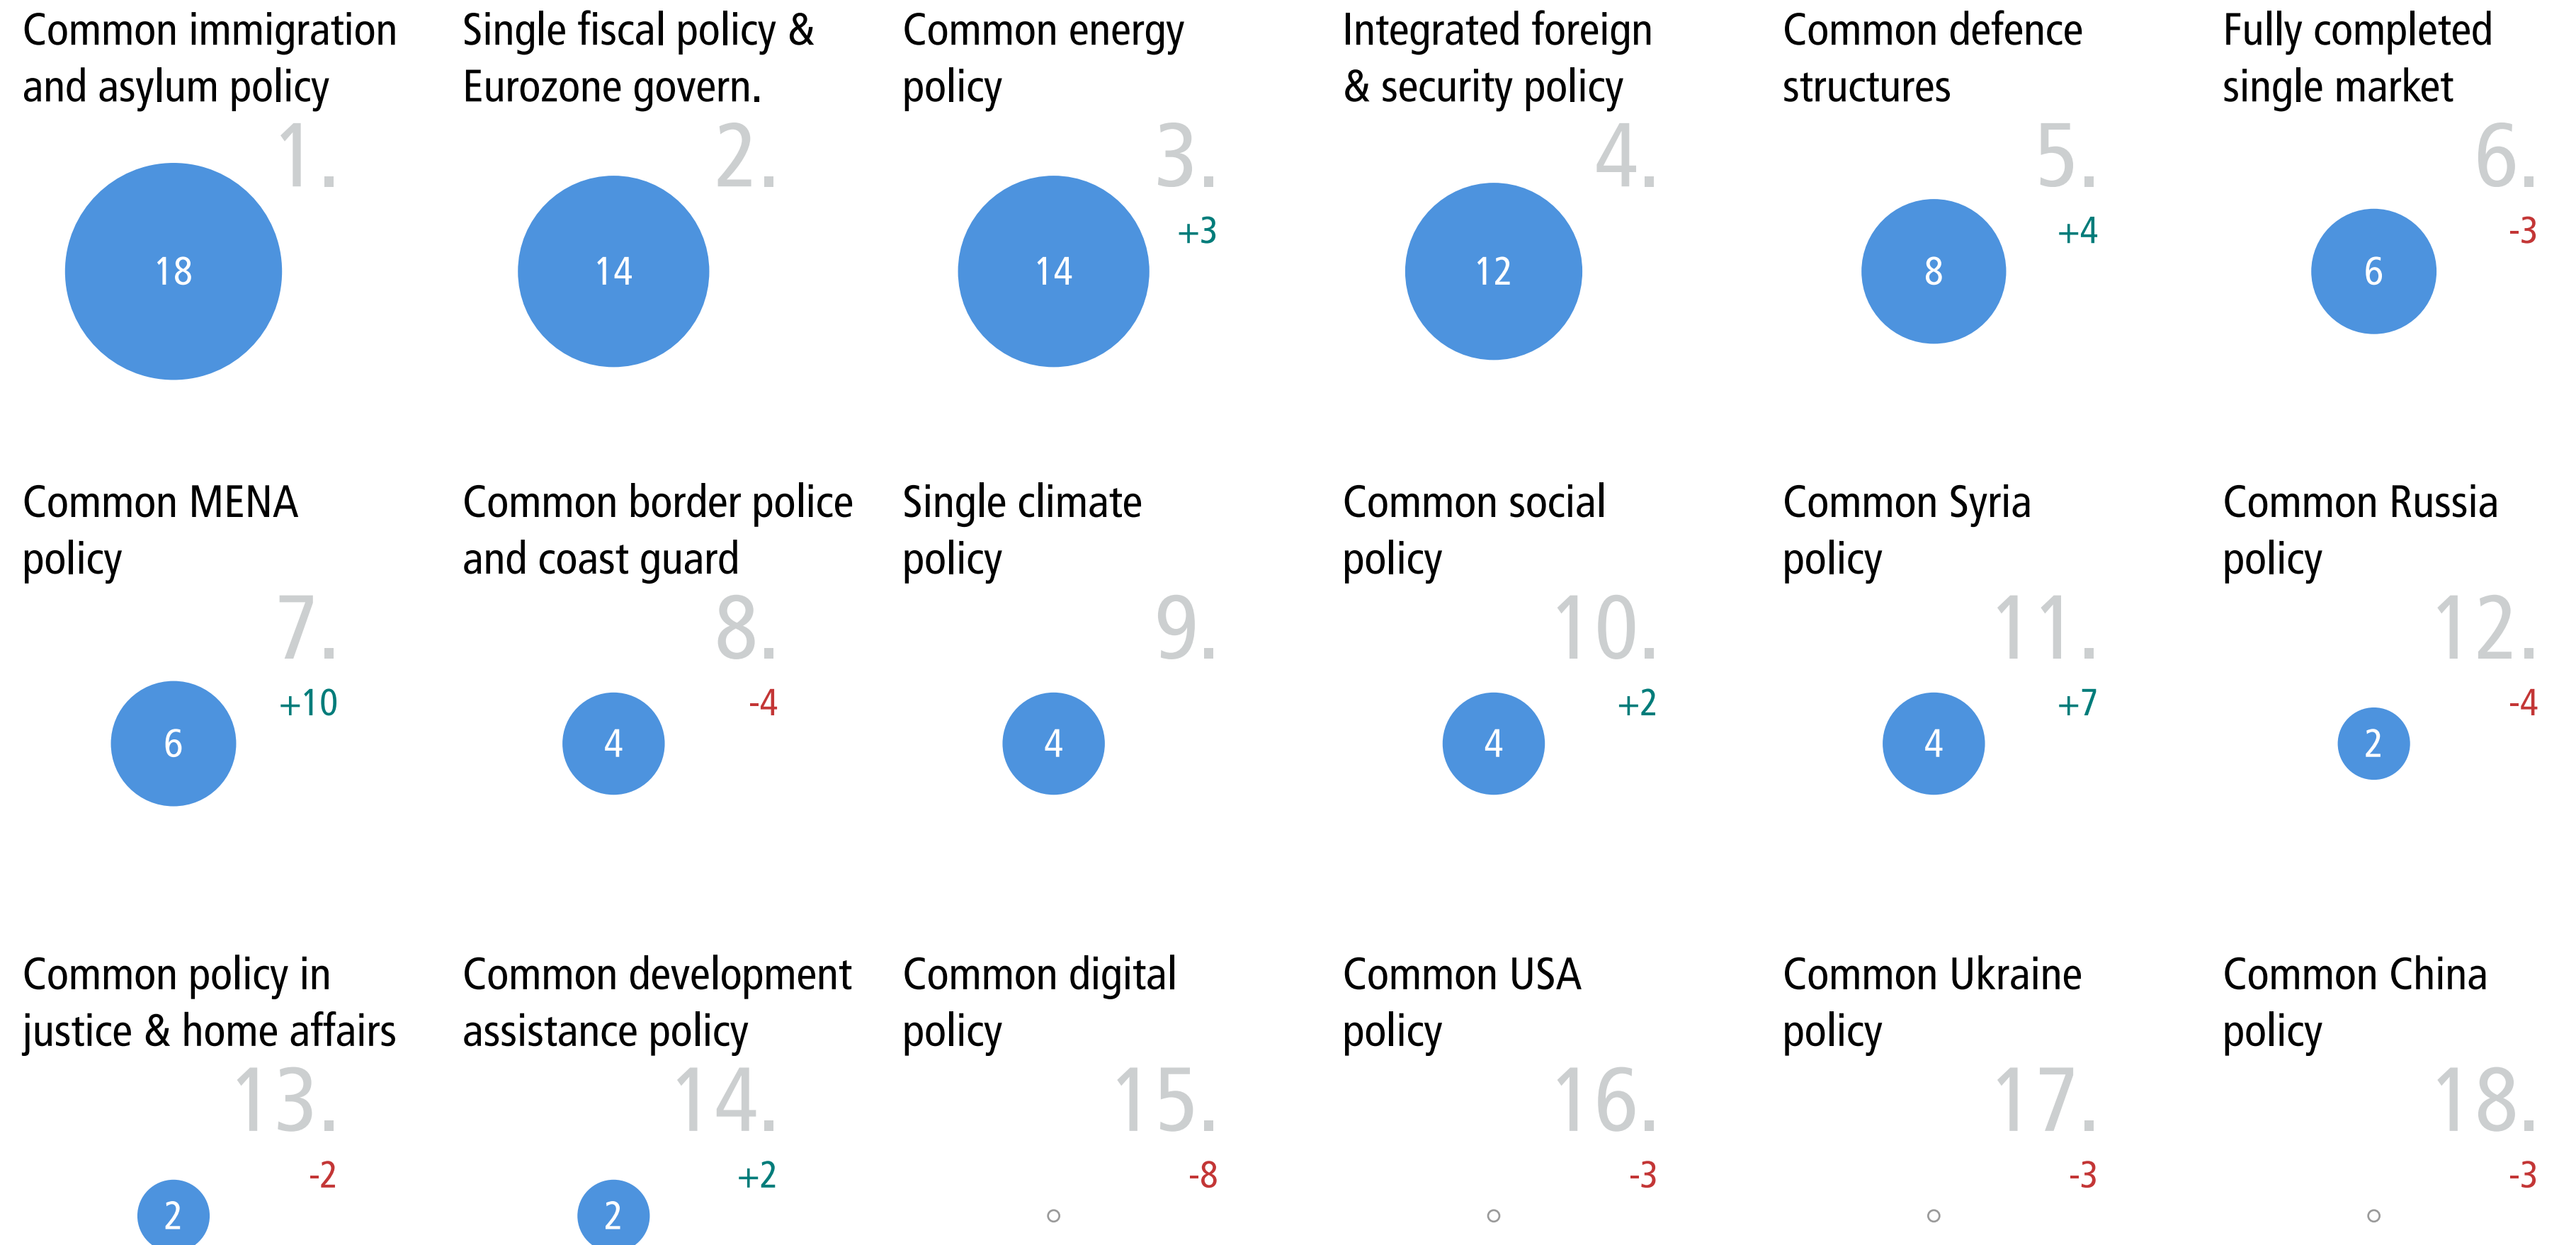 Common immigration
and asylum policy
1.
18
Single fiscal policy &
Eurozone govern.
2.
14
Common energy
policy
3.
+3
14
Integrated foreign
& security policy
4.
12
Common defence
structures
5.
+4
8
Fully completed
single market
6.
-3
6
Common MENA
policy
7.
+10
6
Common border police
and coast guard
8.
-4
4
Single climate
policy
9.
4
Common social
policy
10.
+2
4
Common Syria
policy
11.
+7
4
Common Russia
policy
12.
-4
2
Common policy in
justice & home affairs
13.
-2
2
Common development
assistance policy
14.
+2
2
Common digital
policy
15.
-8
Common USA
policy
16.
-3
Common Ukraine
policy
17.
-3
Common China
policy
18.
-3